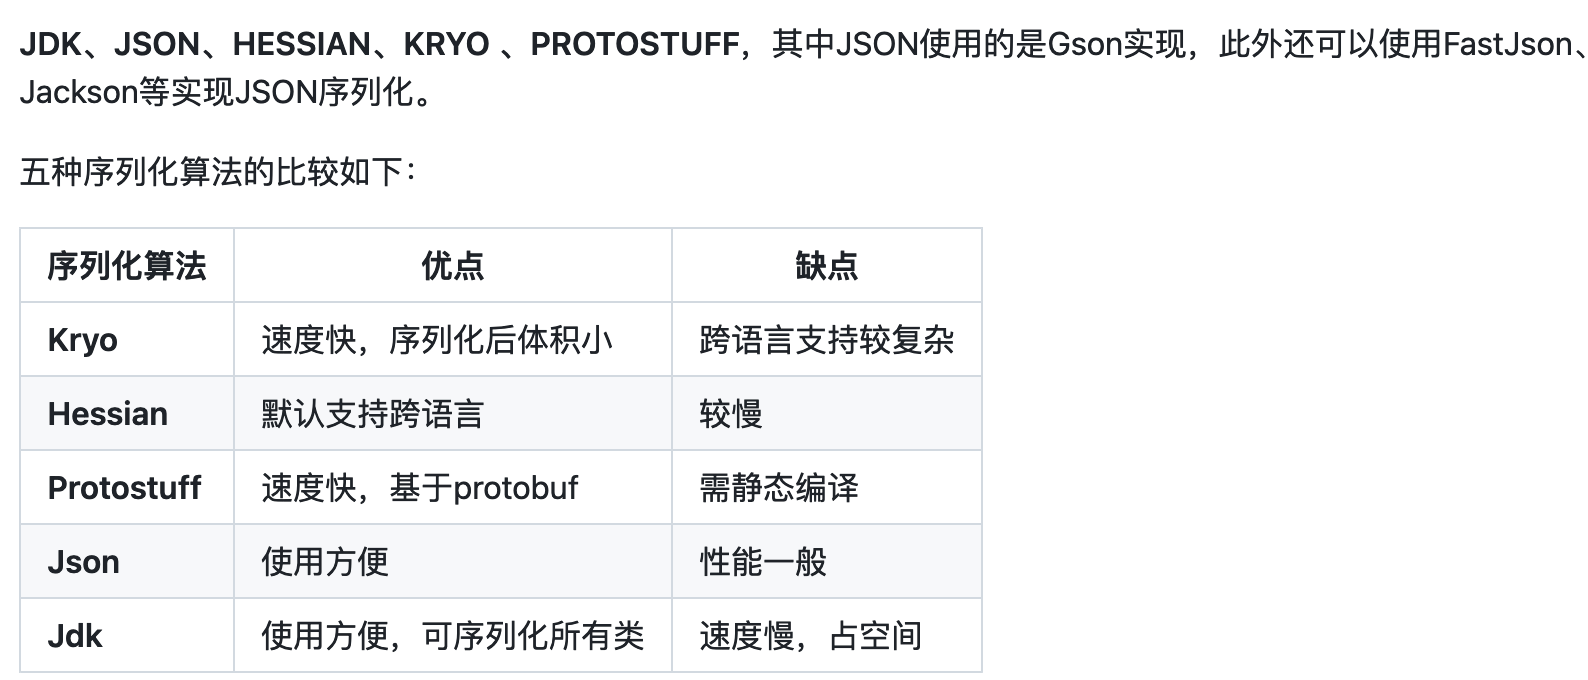 JDK、JSON、HESSIAN、KRYO 、PROTOSTUFF，其中JSON使用的是Gson实现，此外还可以使用FastJson、
Jackson等实现JSON序列化。
五种序列化算法的比较如下：
序列化算法 优点 缺点
Kryo 速度快，序列化后体积小 跨语言支持较复杂
Hessian 默认支持跨语言 较慢
Protostuff 速度快，基于protobuf 需静态编译
Json 使用方便 性能一般
Jdk 使用方便，可序列化所有类 速度慢，占空间